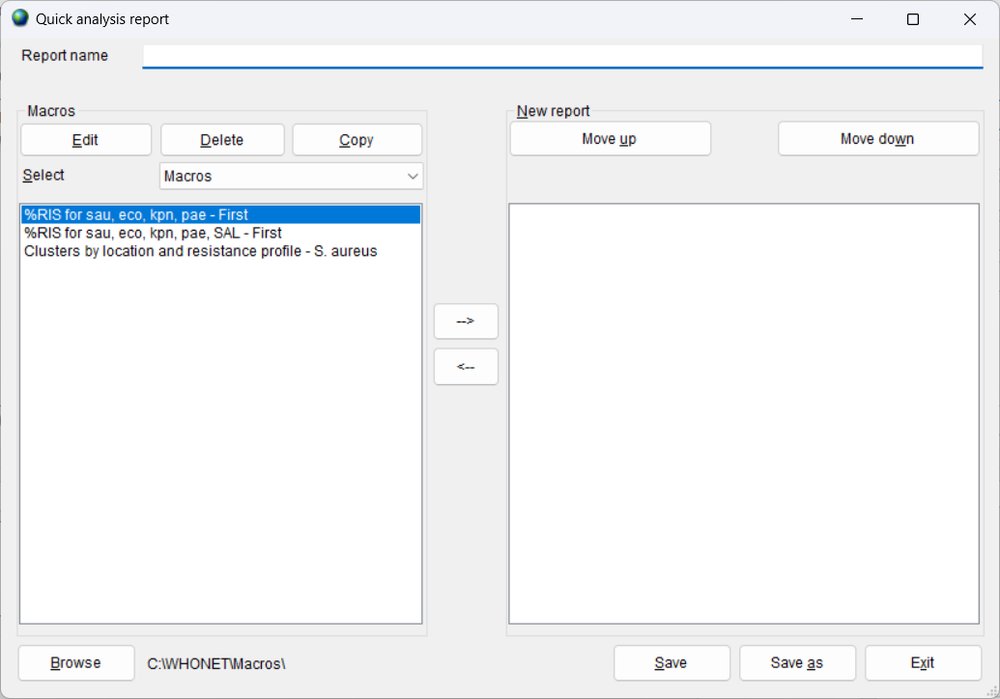 Quick analysis report
Report name
Macros
Edit Delete Copy
Select Macros
%RIS for sau, eco, kpn, pae - First
%RIS for sau, eco, kpn, pae, SAL - First
Clusters by location and resistance profile - S. aureus
-->
<--
New report
Move up Move down
Browse C:\WHONET\Macros\
Save Save as Exit